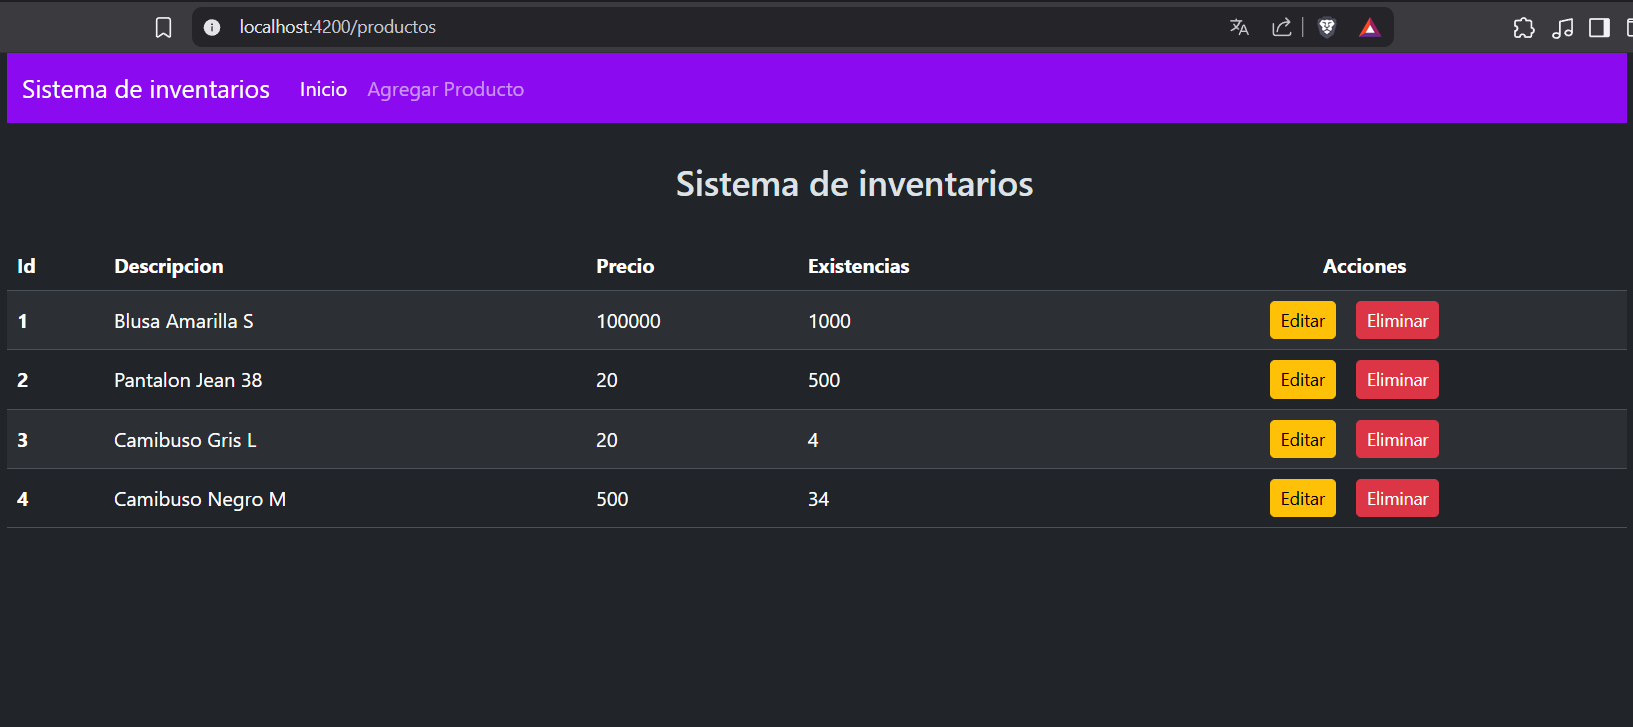 localhost:4200/productos
Sistema de inventarios Inicio Agregar Producto
Sistema de inventarios
Id Descripcion Precio Existencias Acciones
1 Blusa Amarilla S 100000 1000 Editar Eliminar
2 Pantalon Jean 38 20 500 Editar Eliminar
3 Camibuso Gris L 20 4 Editar Eliminar
4 Camibuso Negro M 500 34 Editar Eliminar